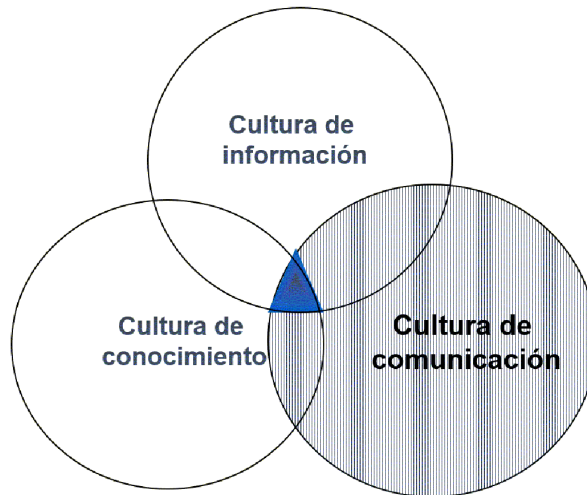 Cultura de
información
Cultura de
conocimiento
Cultura de
comunicación